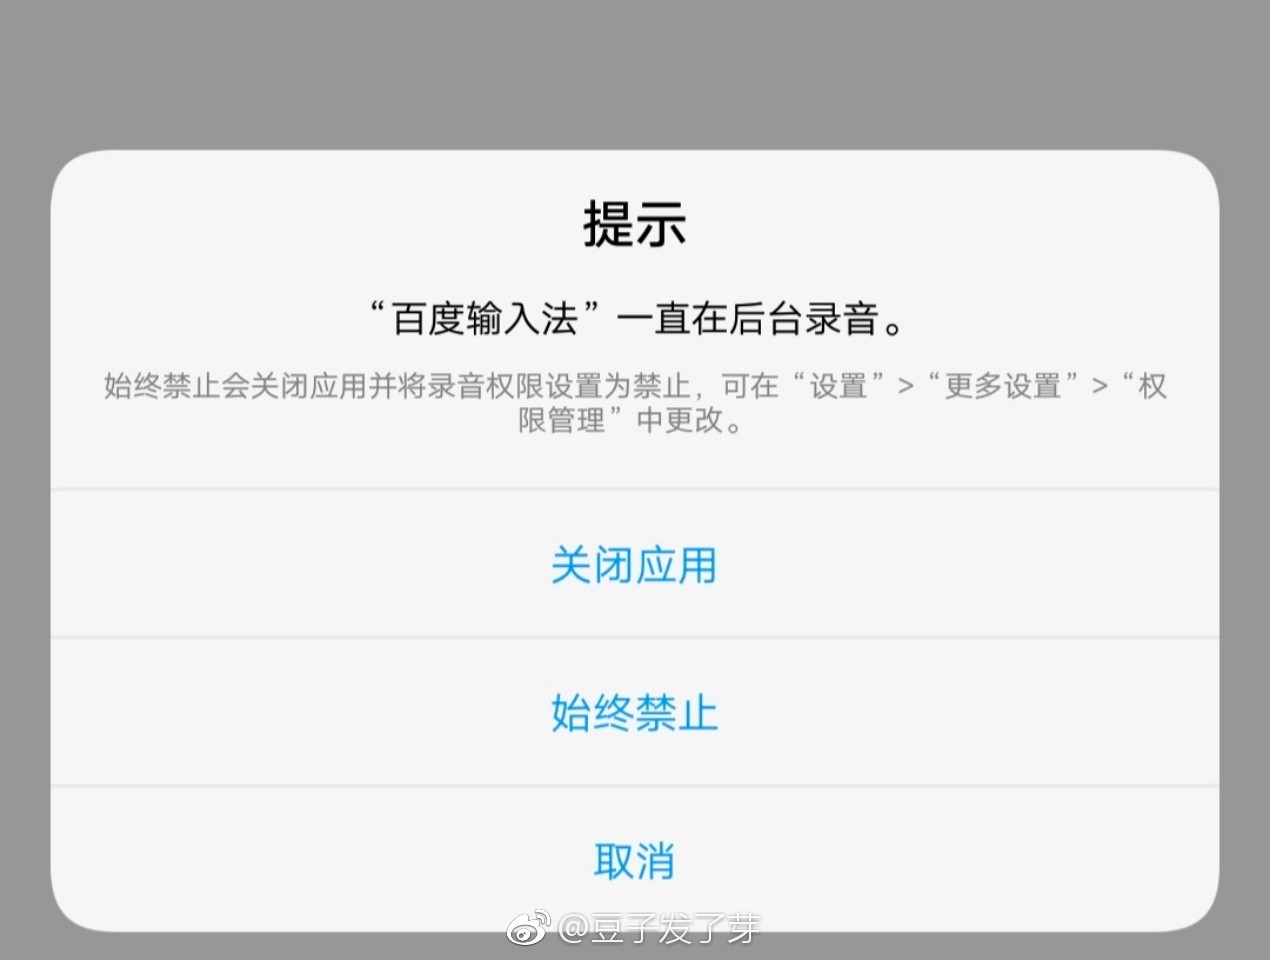 提示
“百度输入法”一直在后台录音。
始终禁止会关闭应用并将录音权限设置为禁止，可在“设置”>“更多设置”>“权
限管理”中更改。
关闭应用
始终禁止
取消
@豆子发了芽